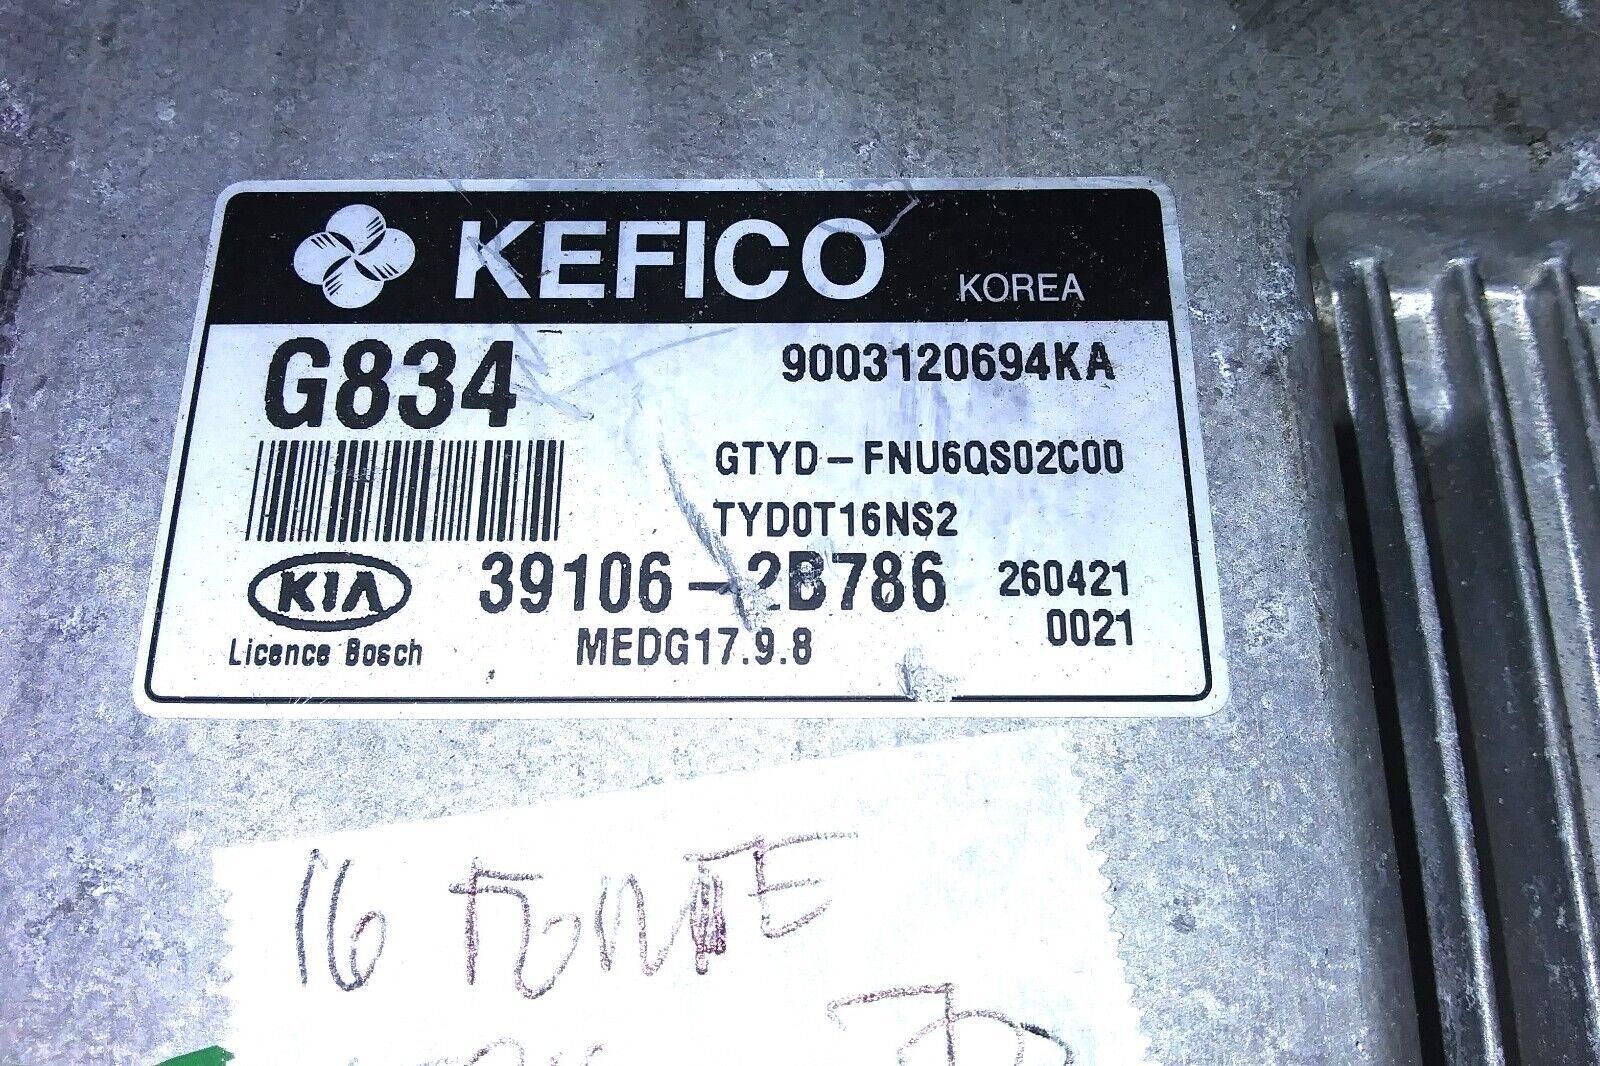 KEFICO KOREA
G834 9003120694KA
GTYD-FNU6QS02C00
TYD0T16NS2
KIA 39106-2B786 260421
Licence Bosch MEDG17.9.8 0021
16 FORTE